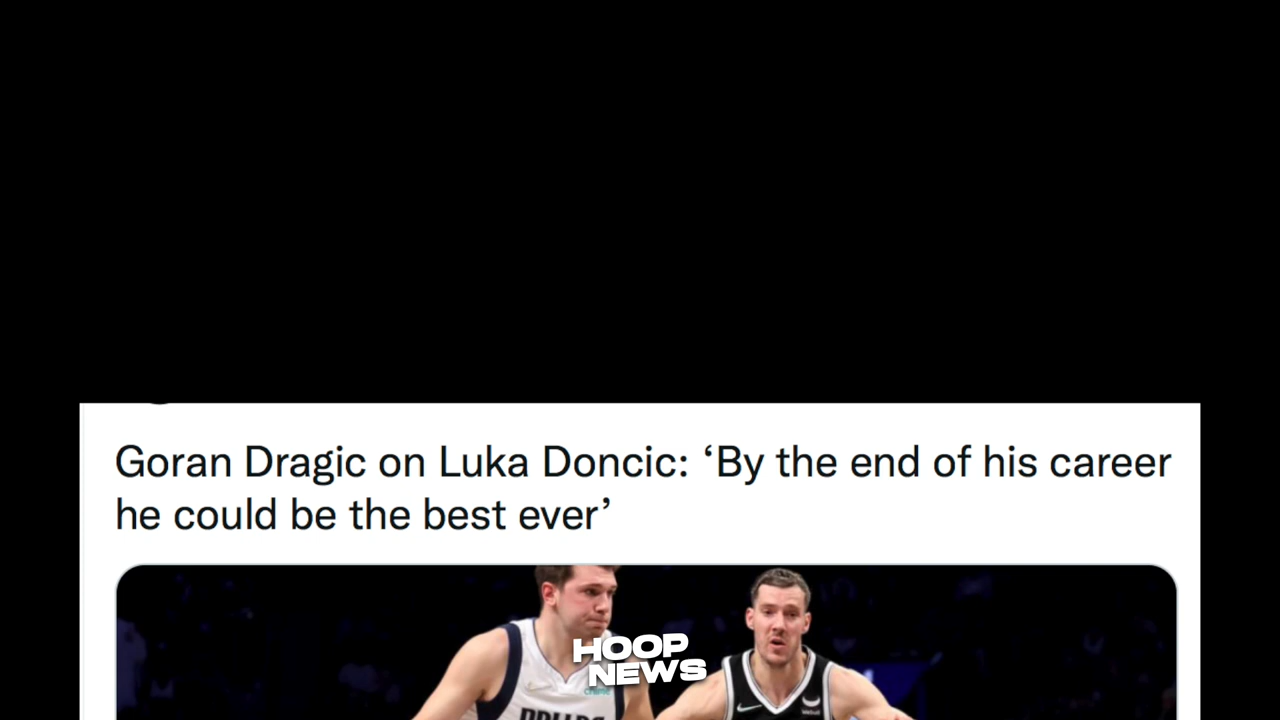 Goran Dragic on Luka Doncic: ‘By the end of his career
he could be the best ever’
HOOP
NEWS
DALLAS